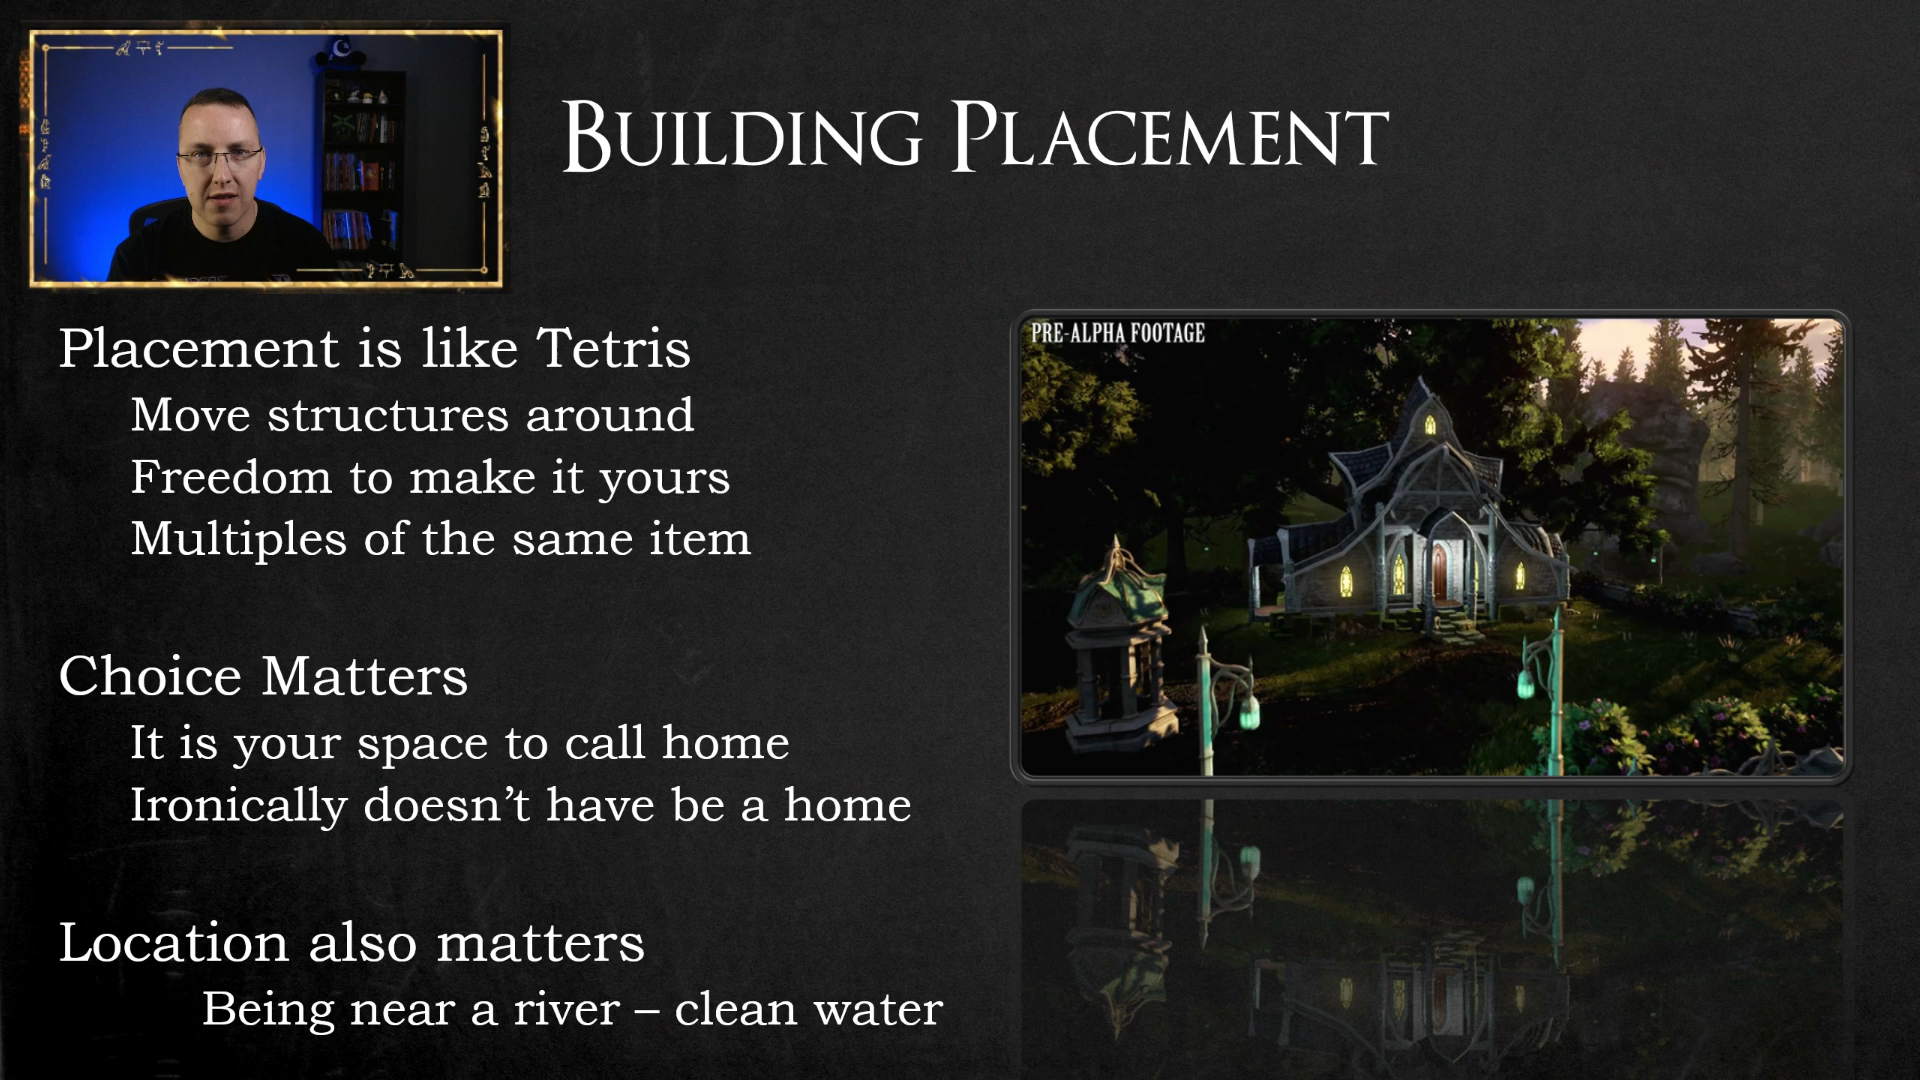 Building Placement
Placement is like Tetris
Move structures around
Freedom to make it yours
Multiples of the same item
PRE-ALPHA FOOTAGE
Choice Matters
It is your space to call home
Ironically doesn’t have be a home
Location also matters
Being near a river – clean water